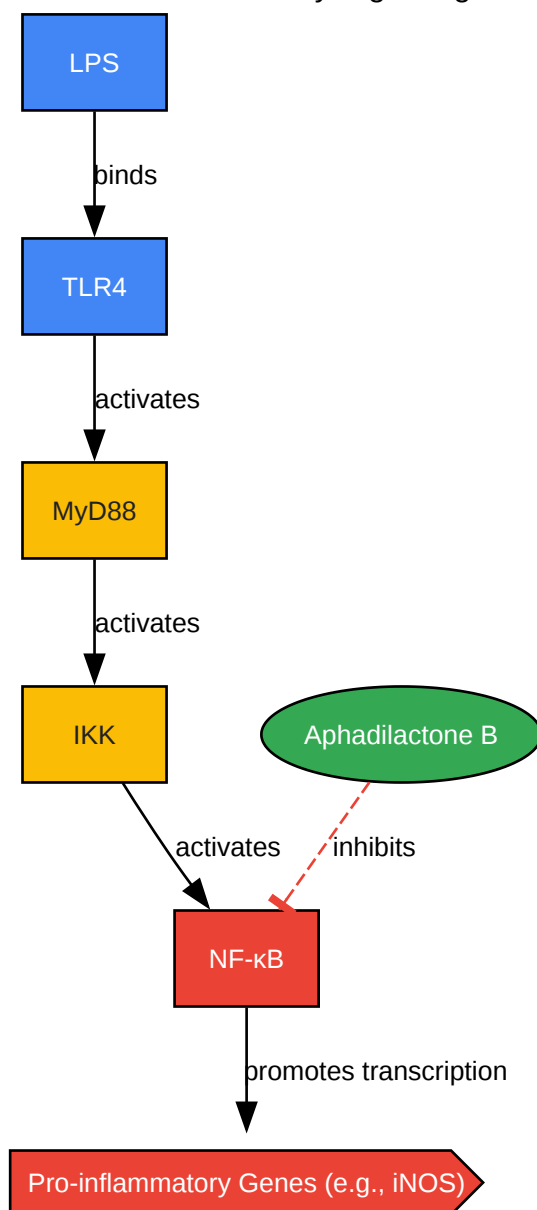 LPS
binds
TLR4
activates
MyD88
activates
IKK
Aphadilactone B
activates
inhibits
NF-κB
promotes transcription
Pro-inflammatory Genes (e.g., iNOS)